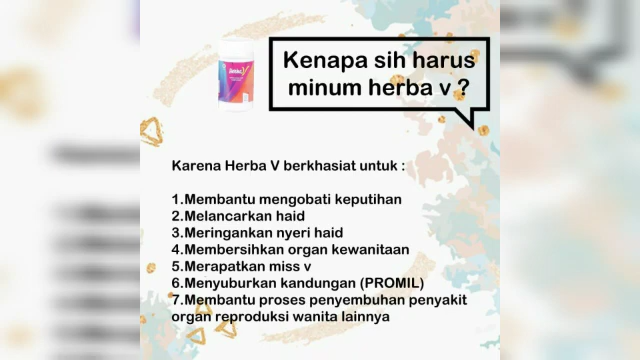 Kenapa sih harus
minum herba v ?
Herba V
Karena Herba V berkhasiat untuk :
1.Membantu mengobati keputihan
2.Melancarkan haid
3.Meringankan nyeri haid
4.Membersihkan organ kewanitaan
5.Merapatkan miss v
6.Menyuburkan kandungan (PROMIL)
7.Membantu proses penyembuhan penyakit
organ reproduksi wanita lainnya